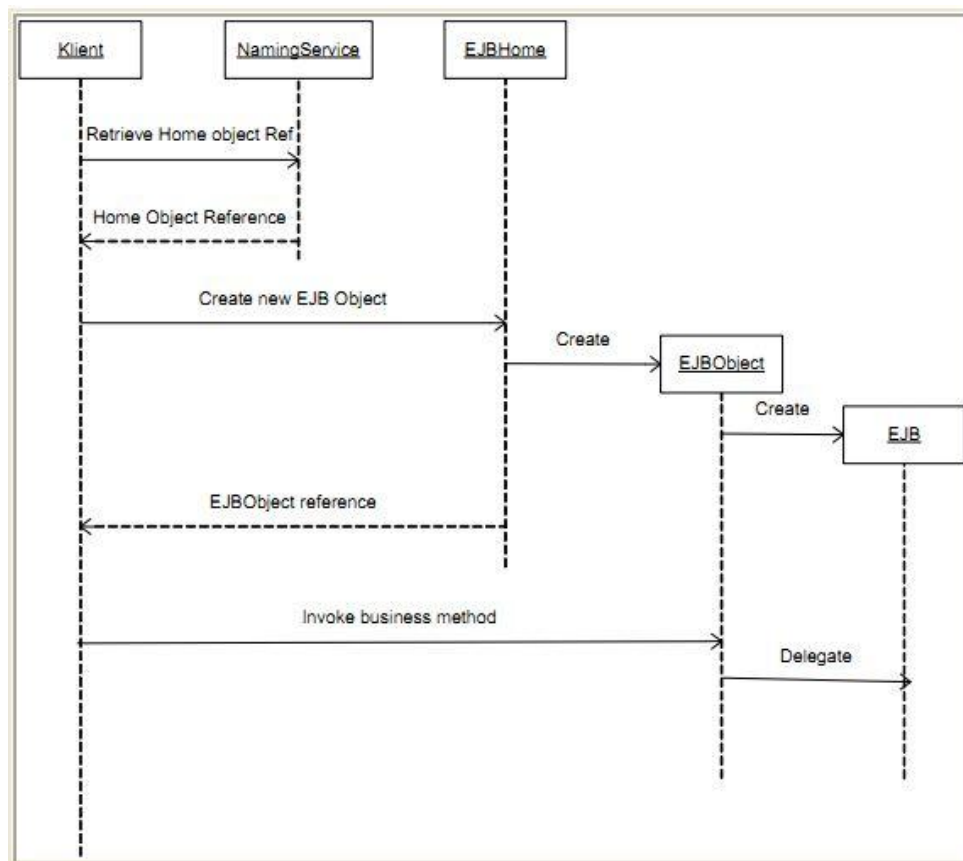 Klient
NamingService
EJBHome
Retrieve Home object Ref
Home Object Reference
Create new EJB Object
Create
EJBObject
Create
EJB
EJBObject reference
Invoke business method
Delegate